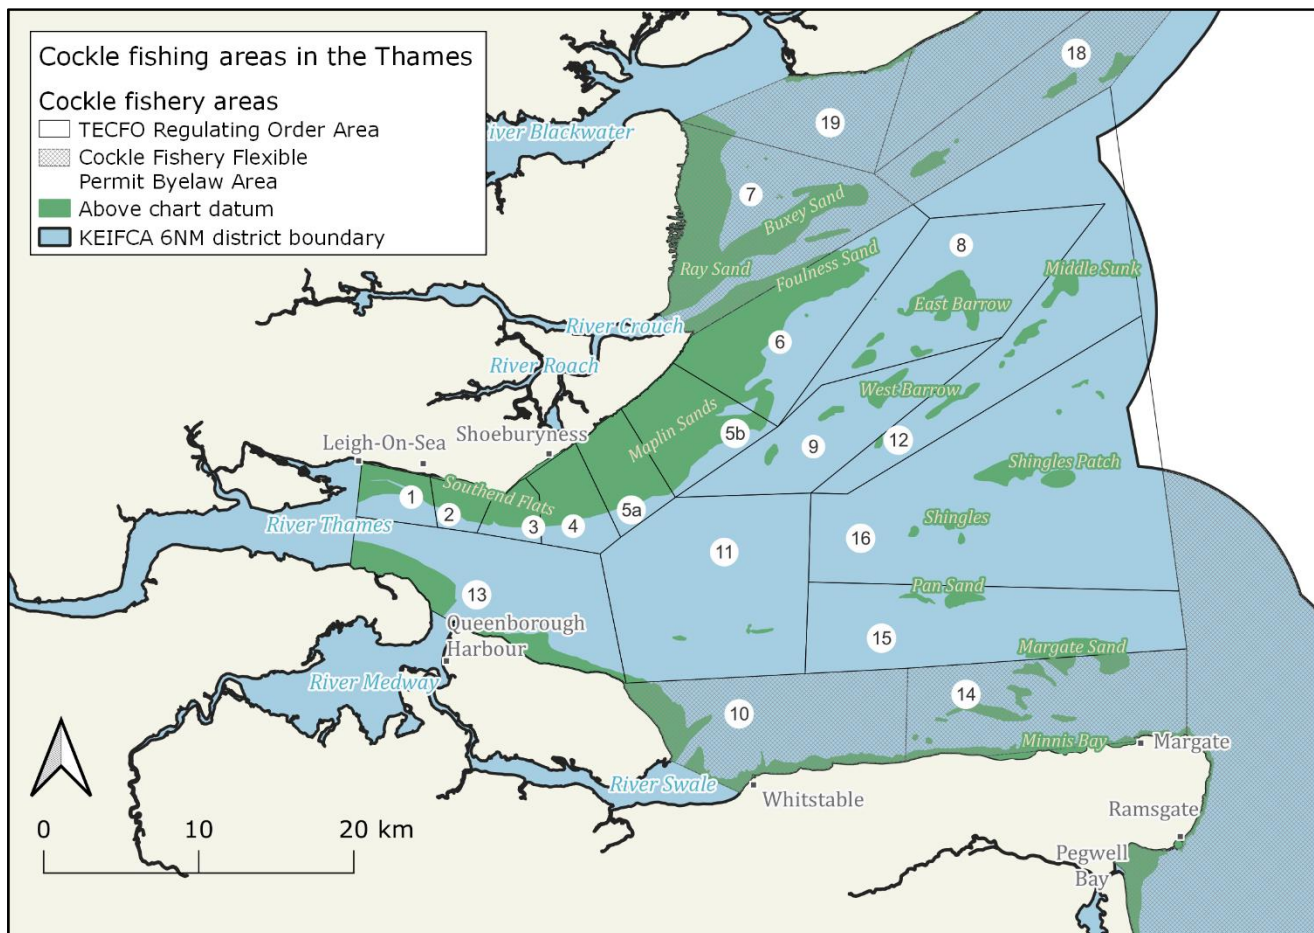 Cockle fishing areas in the Thames
Cockle fishery areas
TECFO Regulating Order Area
Cockle Fishery Flexible
Permit Byelaw Area
Above chart datum
KEIFCA 6NM district boundary
18
19
iver Blackwater
7
Buxey Sand
8
Ray Sand
Foulness Sand
Middle Sunk
East Barrow
River Crouch
6
River Roach
West Barrow
Maplin Sands
5b
9
12
Shoeburyness
Leigh-On-Sea
Shingles Patch
1
Southend Flats
2
3
4
5a
River Thames
Shingles
11
16
Pan Sand
13
Queenborough
Harbour
15
Margate Sand
River Medway
10
14
Minnis Bay
Margate
River Swale
Whitstable
Ramsgate
Pegwell
Bay
0 10 20 km